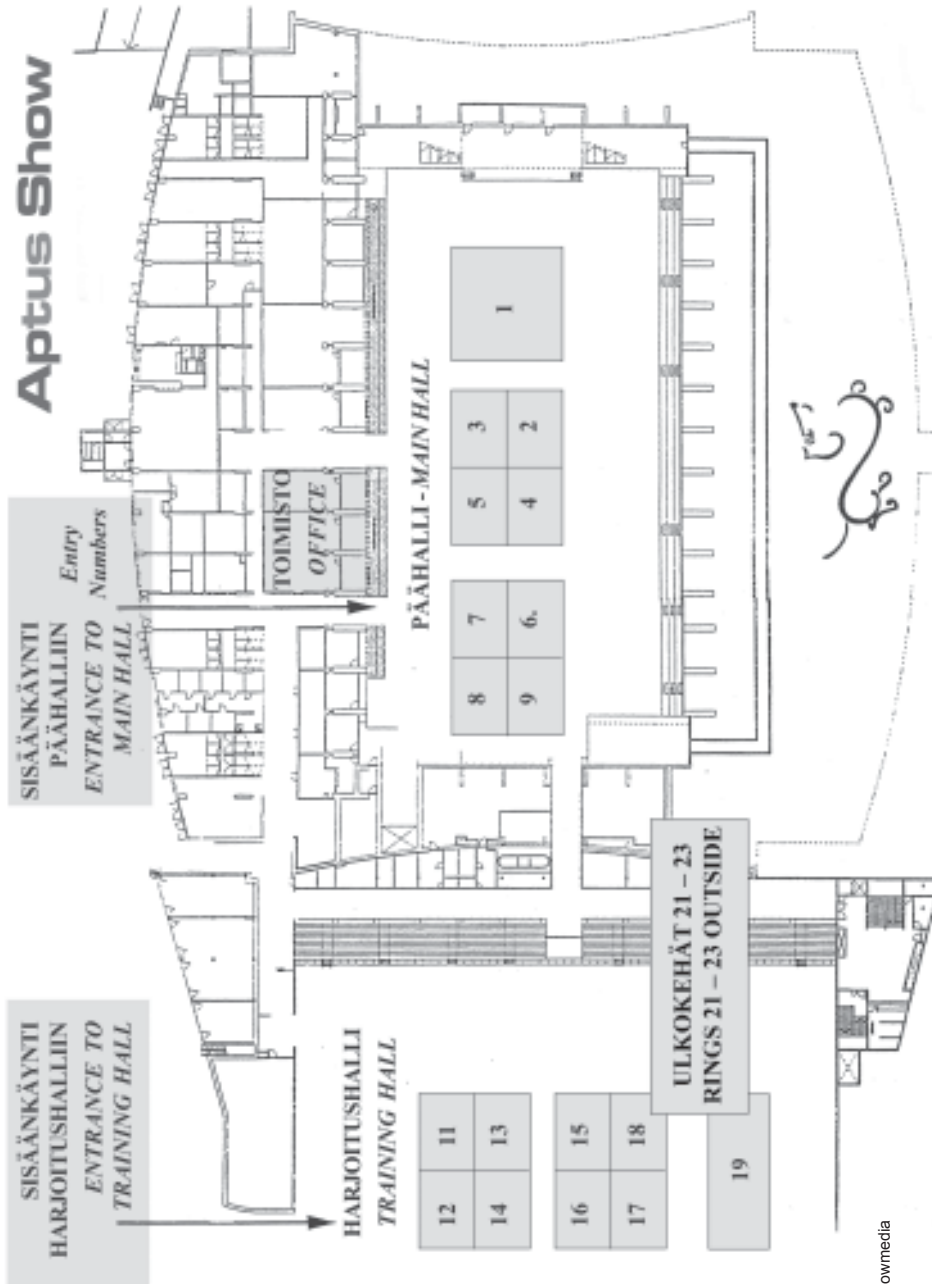 Aptus Show
SISÄÄNKÄYNTI
HARJOITUSHALLIIN
ENTRANCE TO
TRAINING HALL
SISÄÄNKÄYNTI
PÄÄHALLIIN
ENTRANCE TO
MAIN HALL
Entry
Numbers
TOIMISTO
OFFICE
HARJOITUSHALLI
TRAINING HALL
PÄÄHALLI - MAIN HALL
12
11
14
13
16
15
17
18
19
8
7
9
6.
5
3
4
2
1
ULKOKEHÄT 21 – 23
RINGS 21 – 23 OUTSIDE
owmedia